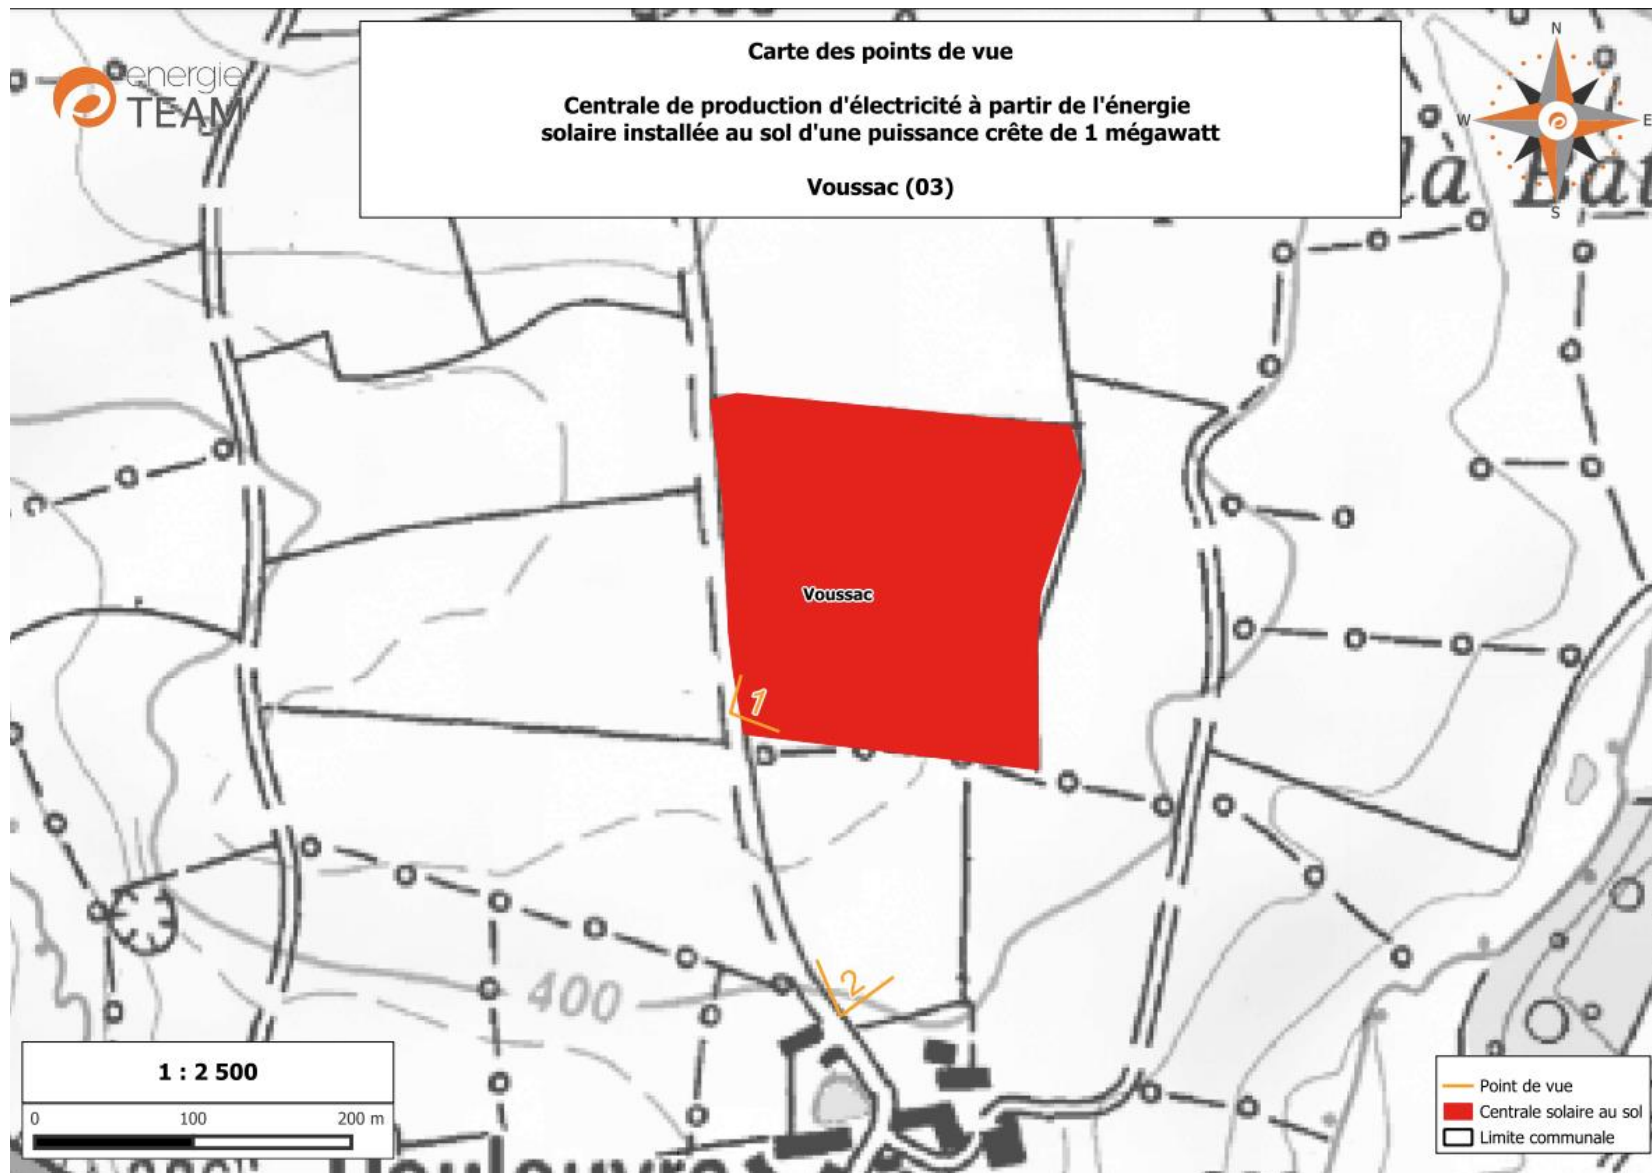 Carte des points de vue
Centrale de production d'électricité à partir de l'énergie
solaire installée au sol d'une puissance crête de 1 mégawatt
Voussac (03)
energie
TEAM
N
W
E
S
la Bat
Voussac
1
2
400
1 : 2 500
0 100 200 m
Point de vue
Centrale solaire au sol
Limite communale